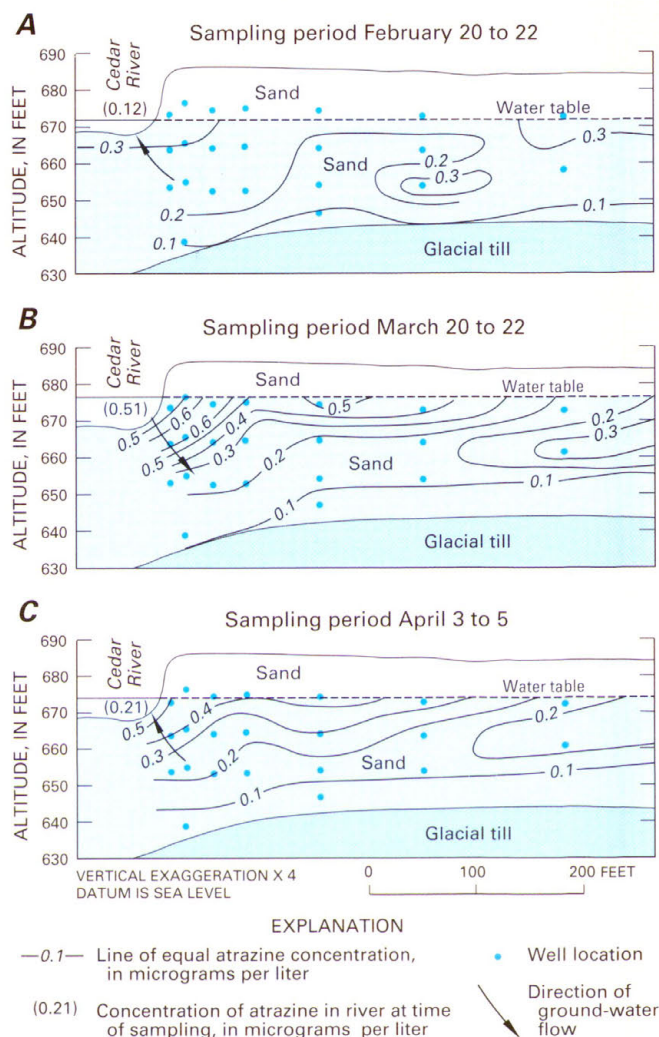 A
Sampling period February 20 to 22
ALTITUDE, IN FEET
690
680
670
660
650
640
630
Cedar
River
(0.12)
Sand
Water table
0.3
0.3
0.2
Sand
0.2
0.3
0.1
0.1
Glacial till
B
Sampling period March 20 to 22
ALTITUDE, IN FEET
690
680
670
660
650
640
630
Cedar
River
(0.51)
Sand
Water table
0.5
0.6
0.6
0.5
0.4
0.3
0.5
0.2
0.2
0.3
Sand
0.1
0.1
Glacial till
C
Sampling period April 3 to 5
ALTITUDE, IN FEET
690
680
670
660
650
640
630
Cedar
River
(0.21)
Sand
Water table
0.5
0.4
0.3
0.2
0.2
Sand
0.1
0.1
Glacial till
VERTICAL EXAGGERATION X 4
DATUM IS SEA LEVEL
0 100 200 FEET
EXPLANATION
0.1 Line of equal atrazine concentration,
in micrograms per liter
Well location
(0.21) Concentration of atrazine in river at time
of sampling, in micrograms per liter
Direction of
ground-water
flow